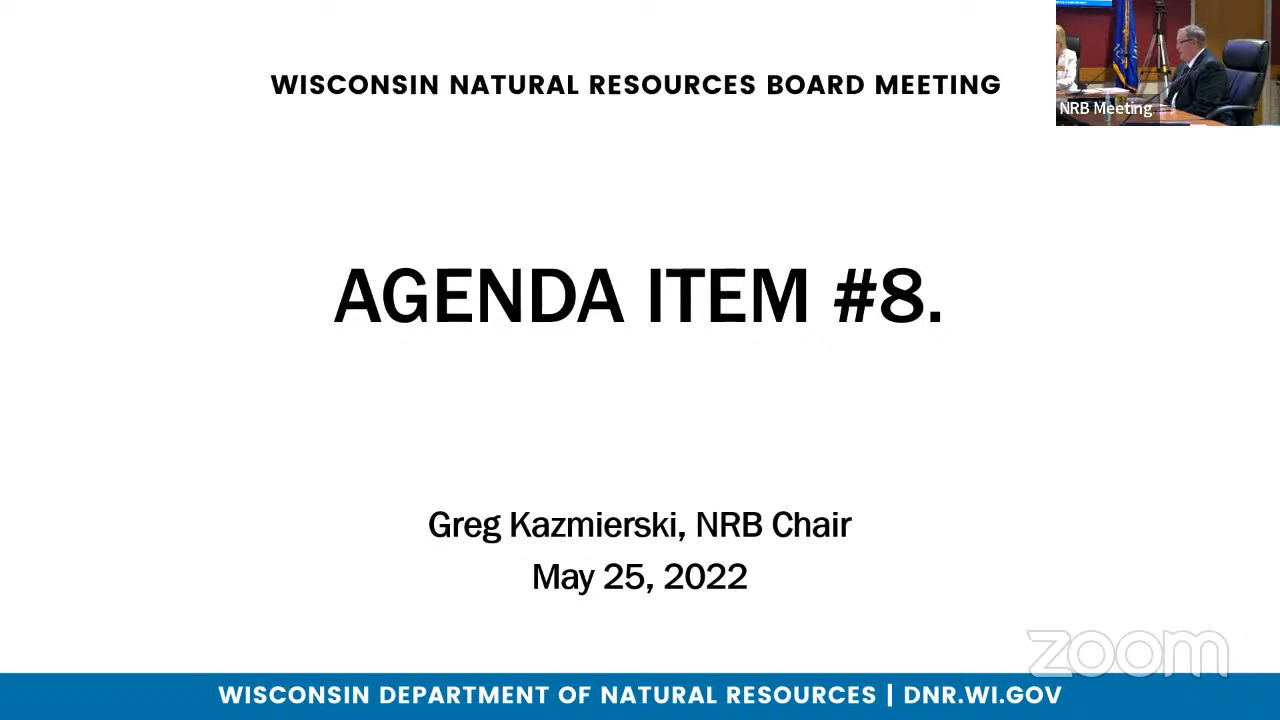 WISCONSIN NATURAL RESOURCES BOARD MEETING
NRB Meeting
AGENDA ITEM #8.
Greg Kazmierski, NRB Chair
May 25, 2022
zoom
WISCONSIN DEPARTMENT OF NATURAL RESOURCES | DNR.WI.GOV